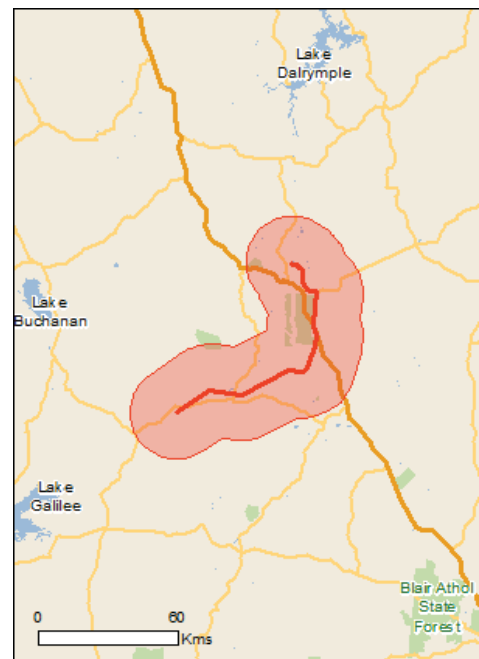 Lake
Dalrymple
Lake
Buchanan
Lake
Galilee
Blair Athol
State
Forest
0 60
Kms